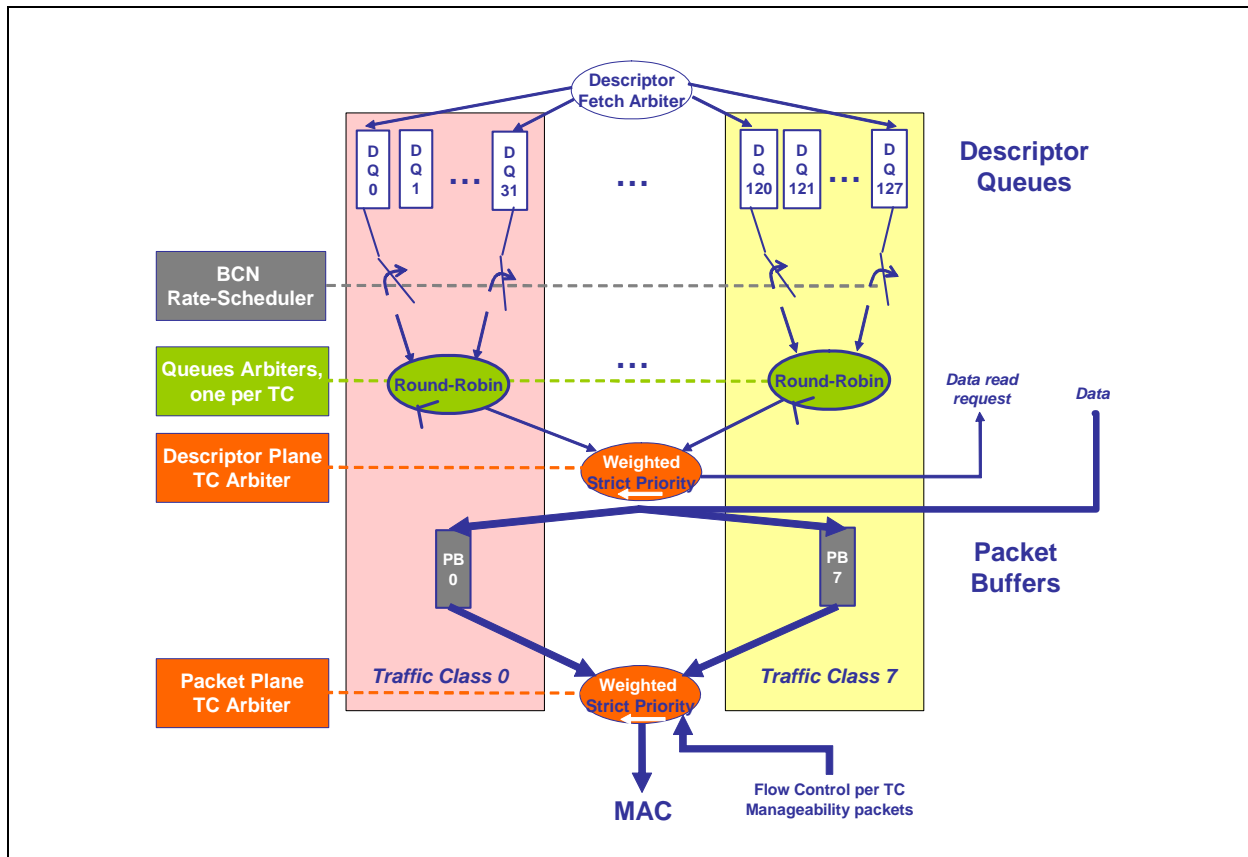 Descriptor
Fetch Arbiter
D
Q
0
D
Q
1
...
D
Q
31
...
D
Q
120
D
Q
121
...
D
Q
127
Descriptor
Queues
BCN
Rate-Scheduler
Queues Arbiters,
one per TC
Round-Robin
...
Round-Robin
Data read
request
Data
Descriptor Plane
TC Arbiter
Weighted
Strict Priority
PB
0
PB
7
Packet
Buffers
Packet Plane
TC Arbiter
Traffic Class 0
Weighted
Strict Priority
Traffic Class 7
MAC
Flow Control per TC
Manageability packets